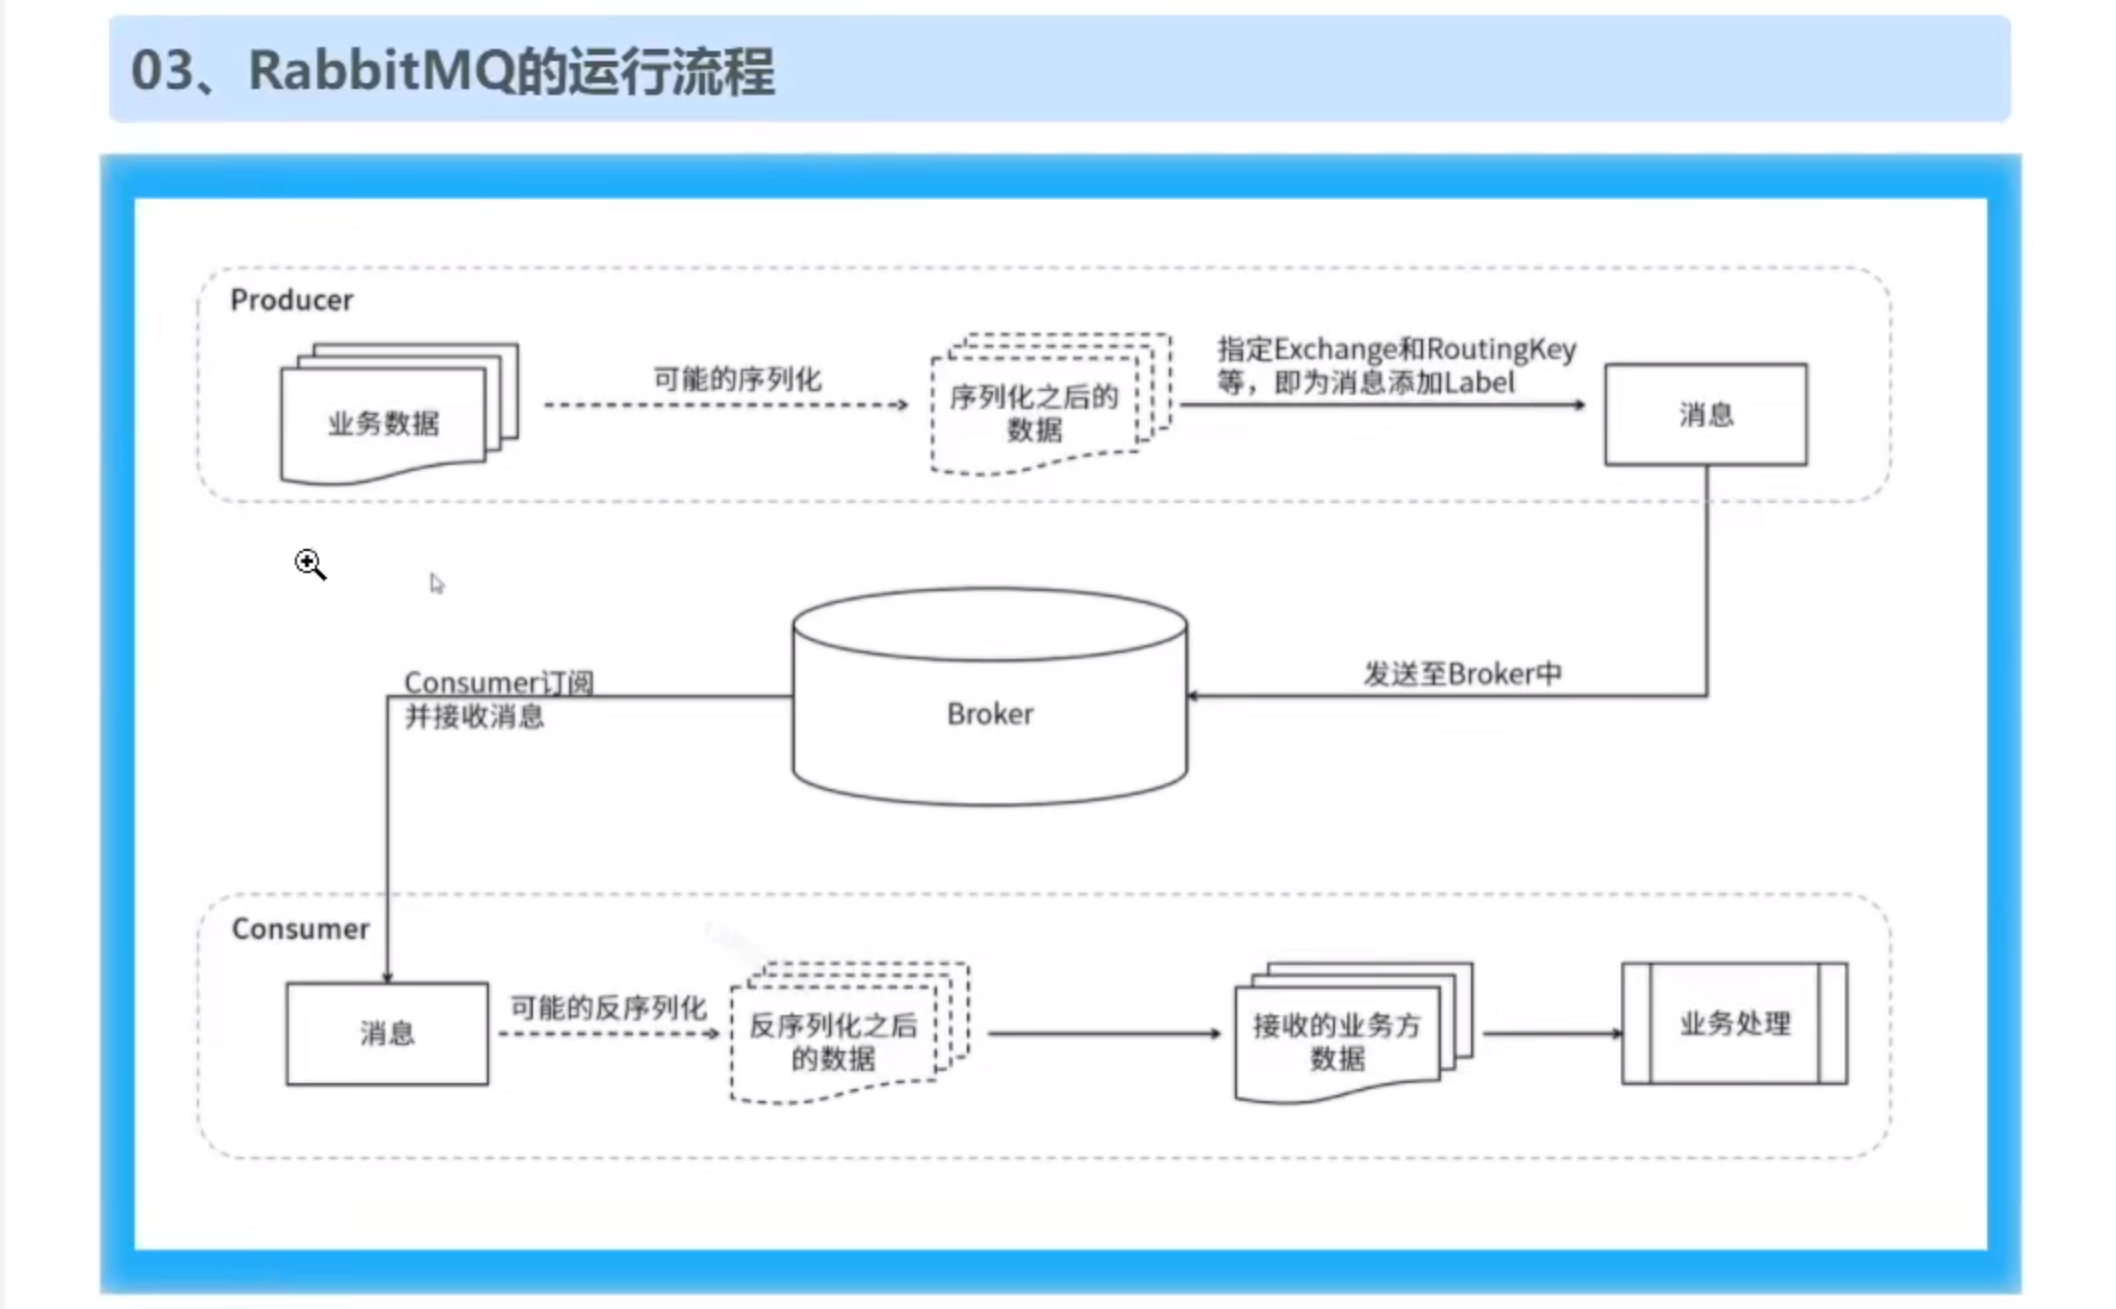 03、RabbitMQ的运行流程
Producer
业务数据
可能的序列化
序列化之后的
数据
指定Exchange和RoutingKey
等，即为消息添加Label
消息
Consumer订阅
并接收消息
Broker
发送至Broker中
Consumer
消息
可能的反序列化
反序列化之后
的数据
接收的业务方
数据
业务处理